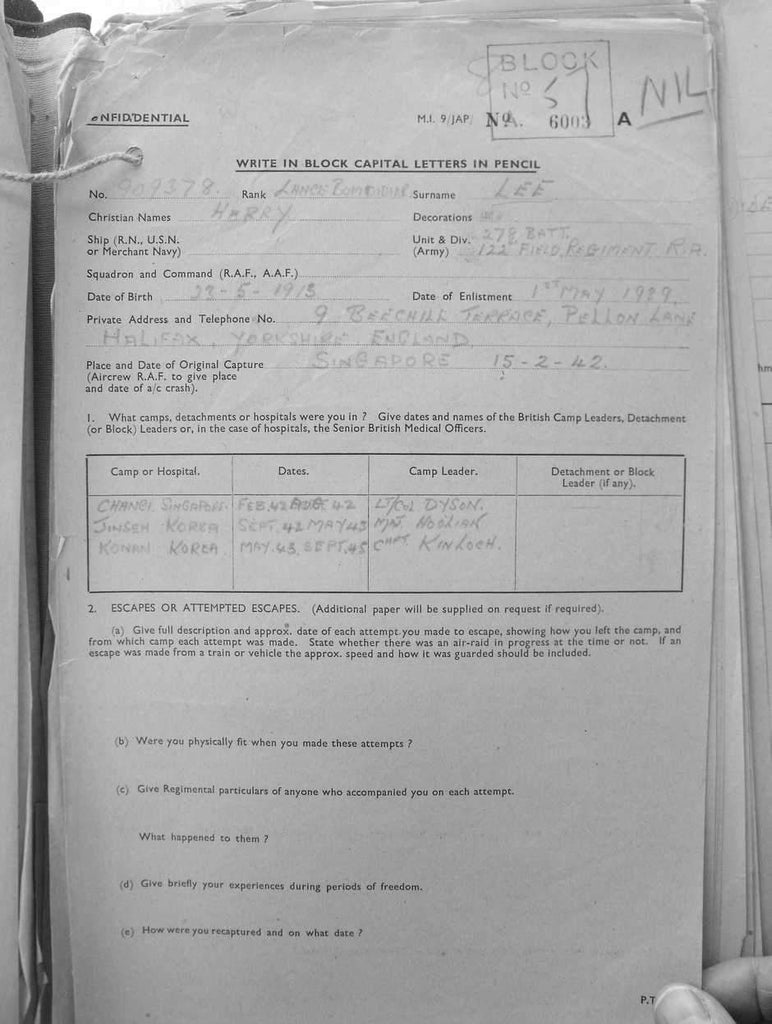 BLOCK
No 57
NIL
CONFIDENTIAL
M.I. 9/JAP/ No. 6003 A
WRITE IN BLOCK CAPITAL LETTERS IN PENCIL
No. 909378. Rank LANCE BOMBDIER Surname LEE
Christian Names HARRY Decorations
Ship (R.N., U.S.N. or Merchant Navy) Unit & Div. (Army) 278 BATT.
122 FIELD REGIMENT R.A.
Squadron and Command (R.A.F., A.A.F.)
Date of Birth 23-5-1913 Date of Enlistment 1ST MAY 1939.
Private Address and Telephone No. 9 BEECHILL TERRACE, PELLON LANE
HALIFAX, YORKSHIRE ENGLAND.
Place and Date of Original Capture SINGAPORE 15-2-42.
(Aircrew R.A.F. to give place
and date of a/c crash).
1. What camps, detachments or hospitals were you in ? Give dates and names of the British Camp Leaders, Detachment
(or Block) Leaders or, in the case of hospitals, the Senior British Medical Officers.
Camp or Hospital. Dates. Camp Leader. Detachment or Block
Leader (if any).
CHANGI SINGAPORE. FEB.42 AUG 42 LT/COL DYSON.
JINSEN KOREA SEPT.42 MAY 43
KONAN KOREA. MAY.43. SEPT.45 CAPT. KINLOCH.
2. ESCAPES OR ATTEMPTED ESCAPES. (Additional paper will be supplied on request if required).
(a) Give full description and approx. date of each attempt you made to escape, showing how you left the camp, and
from which camp each attempt was made. State whether there was an air-raid in progress at the time or not. If an
escape was made from a train or vehicle the approx. speed and how it was guarded should be included.
(b) Were you physically fit when you made these attempts ?
(c) Give Regimental particulars of anyone who accompanied you on each attempt.
What happened to them ?
(d) Give briefly your experiences during periods of freedom.
(e) How were you recaptured and on what date ?
P.T